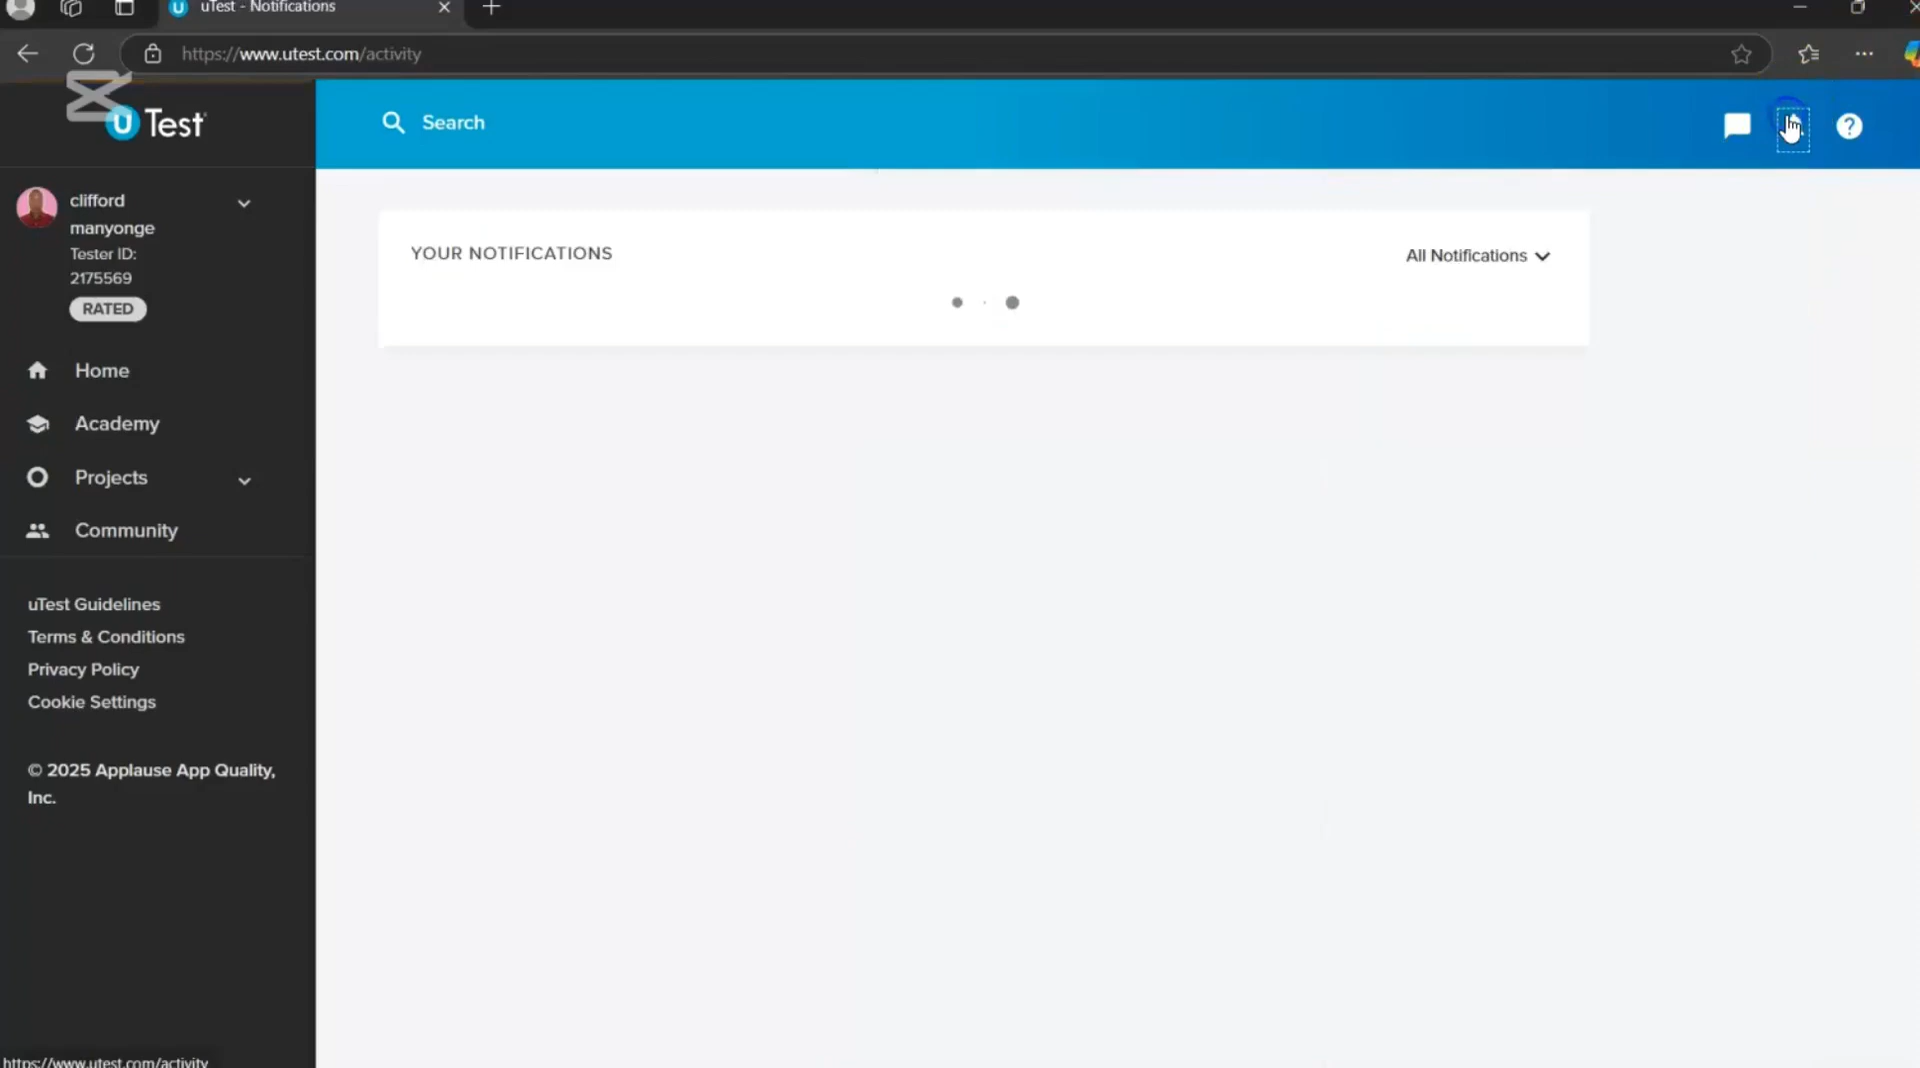 uTest - Notifications
https://www.utest.com/activity
uTest
Search
clifford
manyonge
Tester ID:
2175569
RATED
YOUR NOTIFICATIONS
All Notifications
Home
Academy
Projects
Community
uTest Guidelines
Terms & Conditions
Privacy Policy
Cookie Settings
© 2025 Applause App Quality,
Inc.
https://www.utest.com/activity